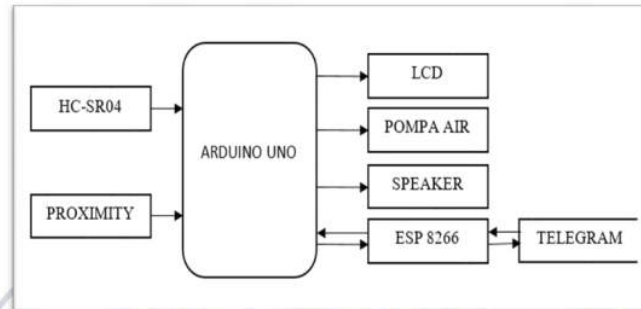 HC-SR04
PROXIMITY
ARDUINO UNO
LCD
POMPA AIR
SPEAKER
ESP 8266
TELEGRAM